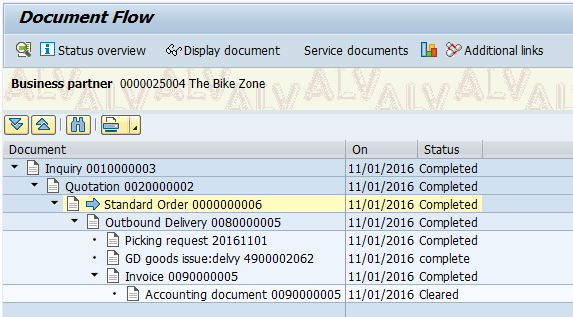 Document Flow
Status overview Display document Service documents Additional links
Business partner 0000025004 The Bike Zone
Document On Status
Inquiry 0010000003 11/01/2016 Completed
Quotation 0020000002 11/01/2016 Completed
Standard Order 0000000006 11/01/2016 Completed
Outbound Delivery 0080000005 11/01/2016 Completed
Picking request 20161101 11/01/2016 Completed
GD goods issue:delvy 4900002062 11/01/2016 complete
Invoice 0090000005 11/01/2016 Completed
Accounting document 0090000005 11/01/2016 Cleared